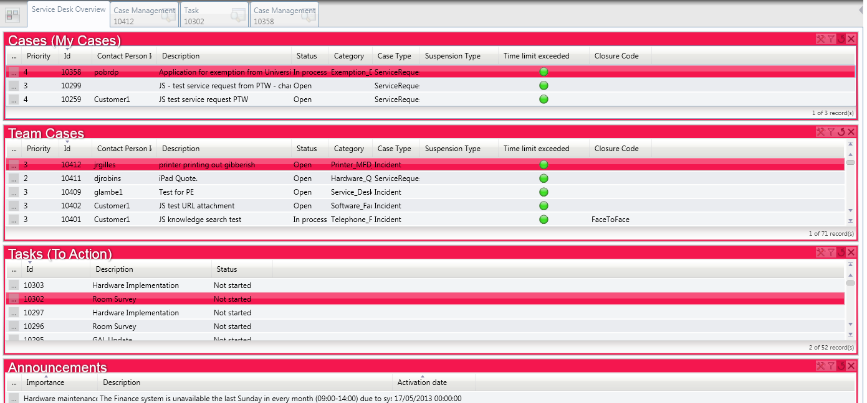 Service Desk Overview Case Management Task Case Management
10412 10302 10358
Cases (My Cases)
.. Priority Id Contact Person I Description Status Category Case Type Suspension Type Time limit exceeded Closure Code
... 4 10358 pobrdp Application for exemption from Universi In process Exemption_E ServiceReque
... 3 10299 JS - test service request from PTW - chan Open ServiceReque
... 4 10259 Customer1 JS test service request PTW Open ServiceReque
1 of 3 record(s)
Team Cases
.. Priority Id Contact Person I Description Status Category Case Type Suspension Type Time limit exceeded Closure Code
... 3 10412 jrgilles printer printing out gibberish Open Printer_MFD Incident
... 2 10411 djrobins iPad Quote. Open Hardware_Q ServiceReque
... 3 10409 glambe1 Test for PE Open Service_Desk Incident
... 3 10402 Customer1 JS test URL attachment Open Software_Fau Incident
... 3 10401 Customer1 JS knowledge search test In process Telephone_F Incident FaceToFace
1 of 71 record(s)
Tasks (To Action)
.. Id Description Status
... 10303 Hardware Implementation Not started
... 10302 Room Survey Not started
... 10297 Hardware Implementation Not started
... 10296 Room Survey Not started
... 10295 GAL Update Not started
2 of 52 record(s)
Announcements
.. Importance Description Activation date
... Hardware maintenanc The Finance system is unavailable the last Sunday in every month (09:00-14:00) due to sy: 17/05/2013 00:00:00